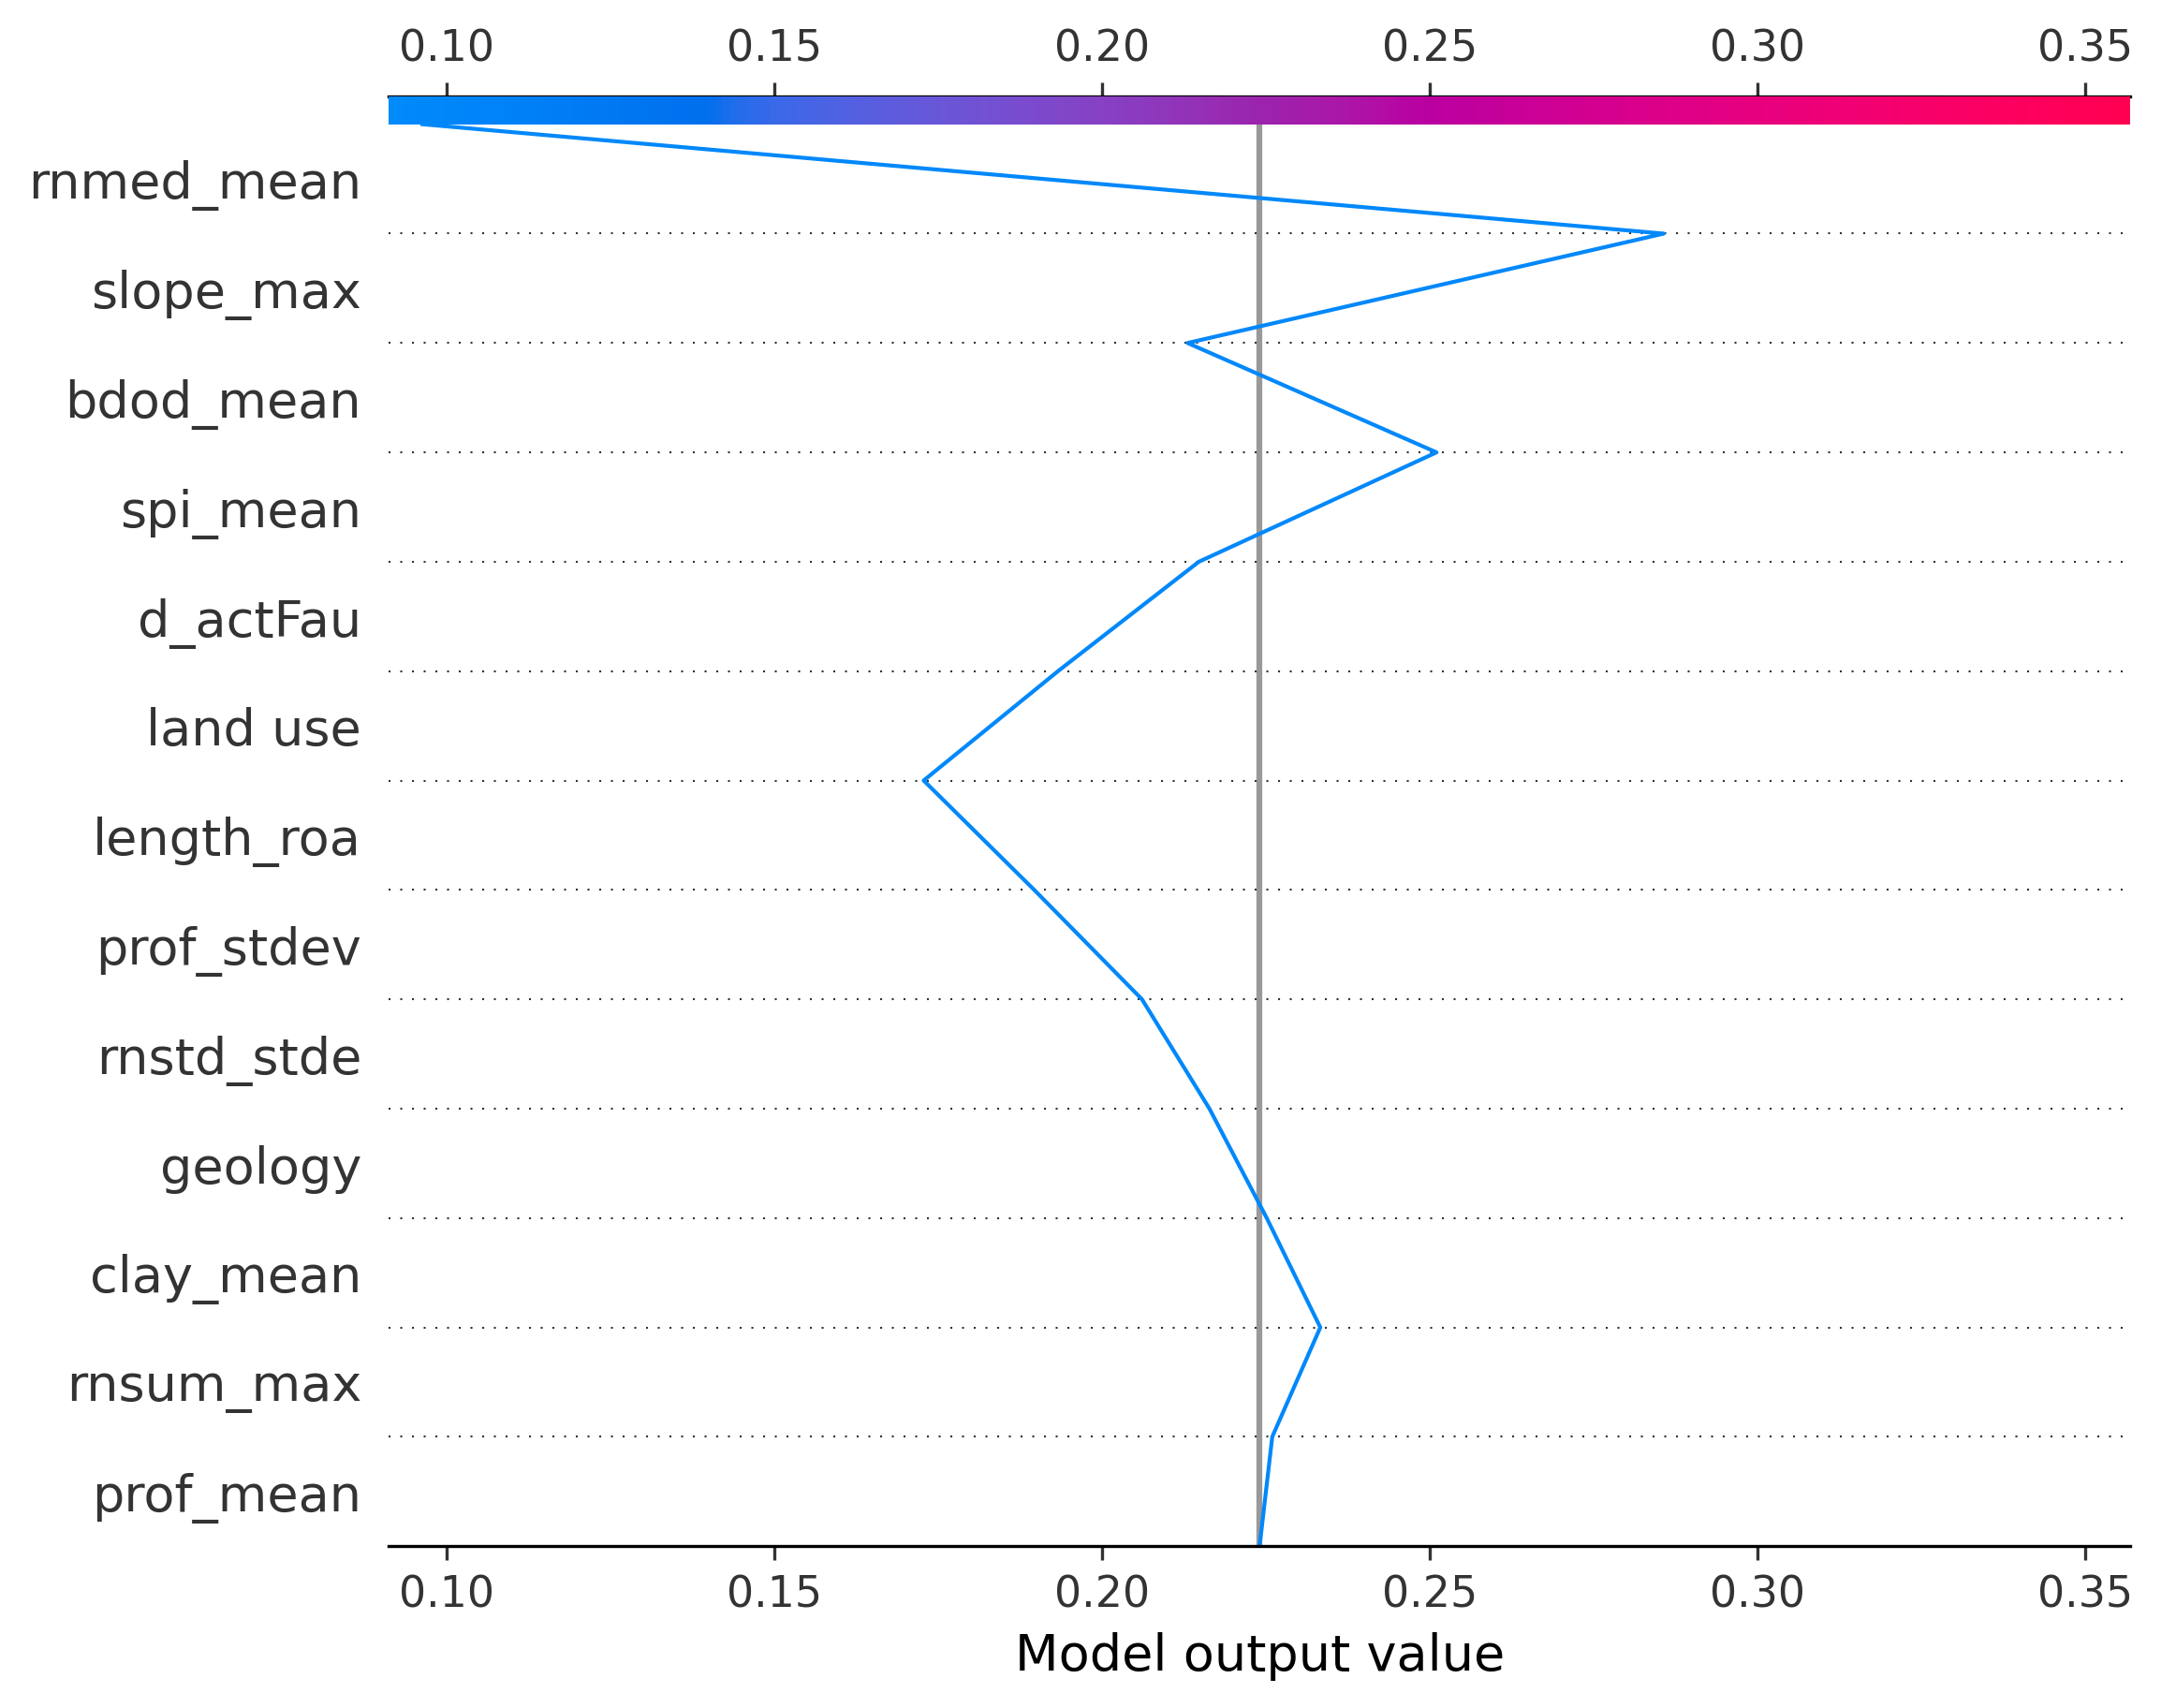 0.10 0.15 0.20 0.25 0.30 0.35
rnmed_mean
slope_max
bdod_mean
spi_mean
d_actFau
land use
length_roa
prof_stdev
rnstd_stde
geology
clay_mean
rnsum_max
prof_mean
0.10 0.15 0.20 0.25 0.30 0.35
Model output value